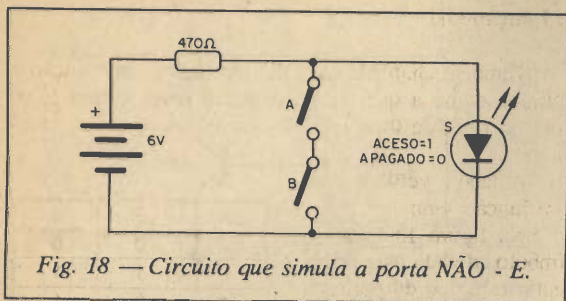 470Ω
A
+
6V
S
ACESO=1
APAGADO=0
B
Fig. 18 — Circuito que simula a porta NÃO - E.